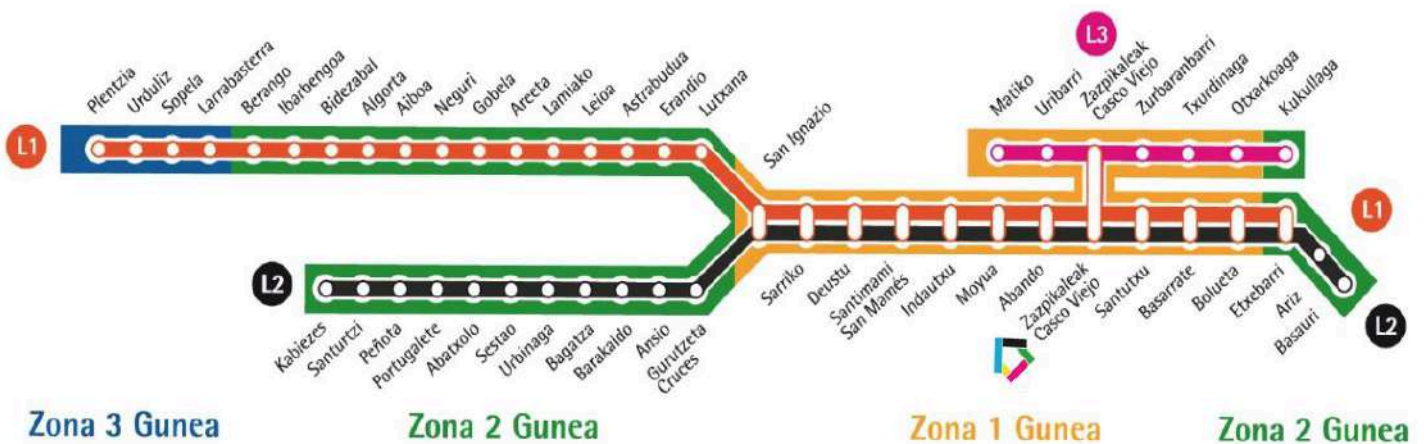 L3
Plentzia
Urduliz
Sopela
Larrabasterra
Berango
Ibarbengoa
Bidezabal
Algorta
Aiboa
Neguri
Gobela
Areeta
Lamiako
Leioa
Astrabudua
Erandio
Lutxana
San Ignazio
Matiko
Uribarri
Zazpikaleak
Casco Viejo
Zurbaranbarri
Txurdinaga
Otxarkoaga
Kukullaga
L1
L1
L2
Kabiezes
Santurtzi
Peñota
Portugalete
Abatxolo
Sestao
Urbinaga
Bagatza
Barakaldo
Ansio
Gurutzeta
Cruces
Sarriko
Deustu
Santimami
San Mamés
Indautxu
Moyua
Abando
Zazpikaleak
Casco Viejo
Santutxu
Basarrate
Bolueta
Etxebarri
Ariz
Basauri
L2
Zona 3 Gunea
Zona 2 Gunea
Zona 1 Gunea
Zona 2 Gunea